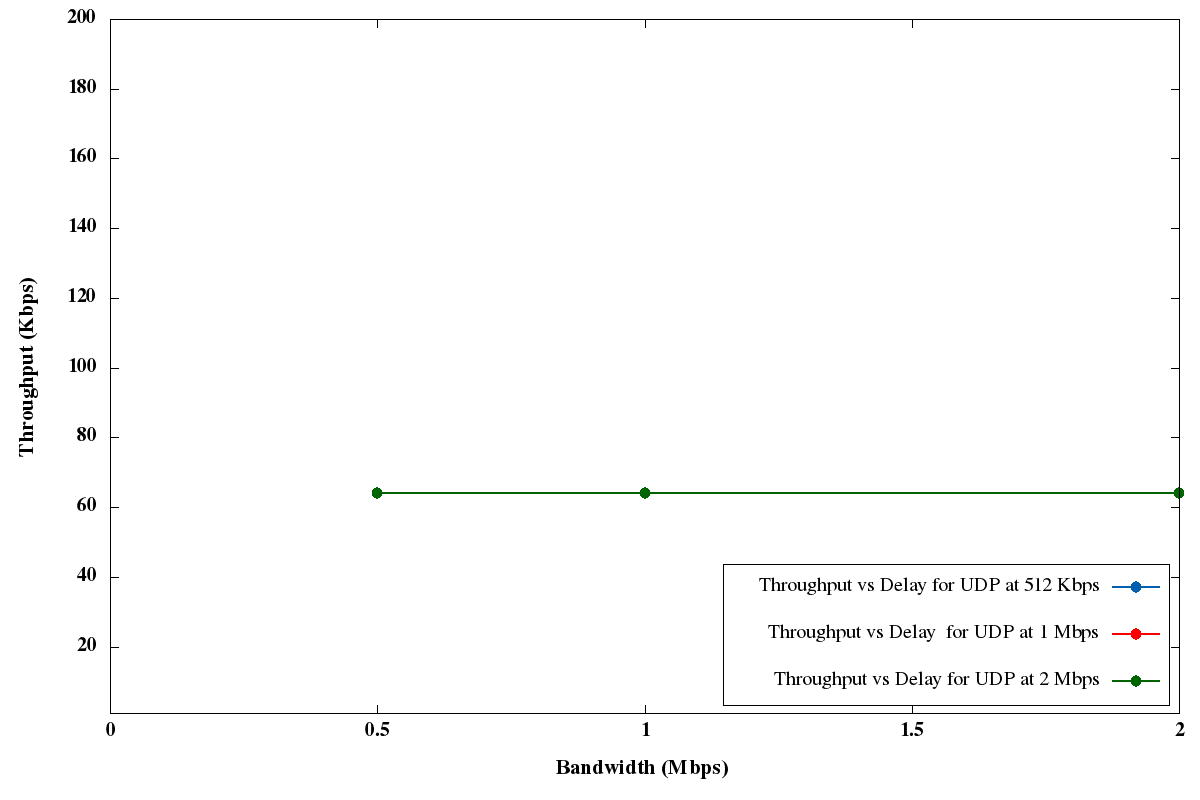 200
180
160
140
120
100
80
60
40
20
Throughput (Kbps)
Throughput vs Delay for UDP at 512 Kbps
Throughput vs Delay  for UDP at 1 Mbps
Throughput vs Delay for UDP at 2 Mbps
0 0.5 1 1.5 2
Bandwidth (Mbps)